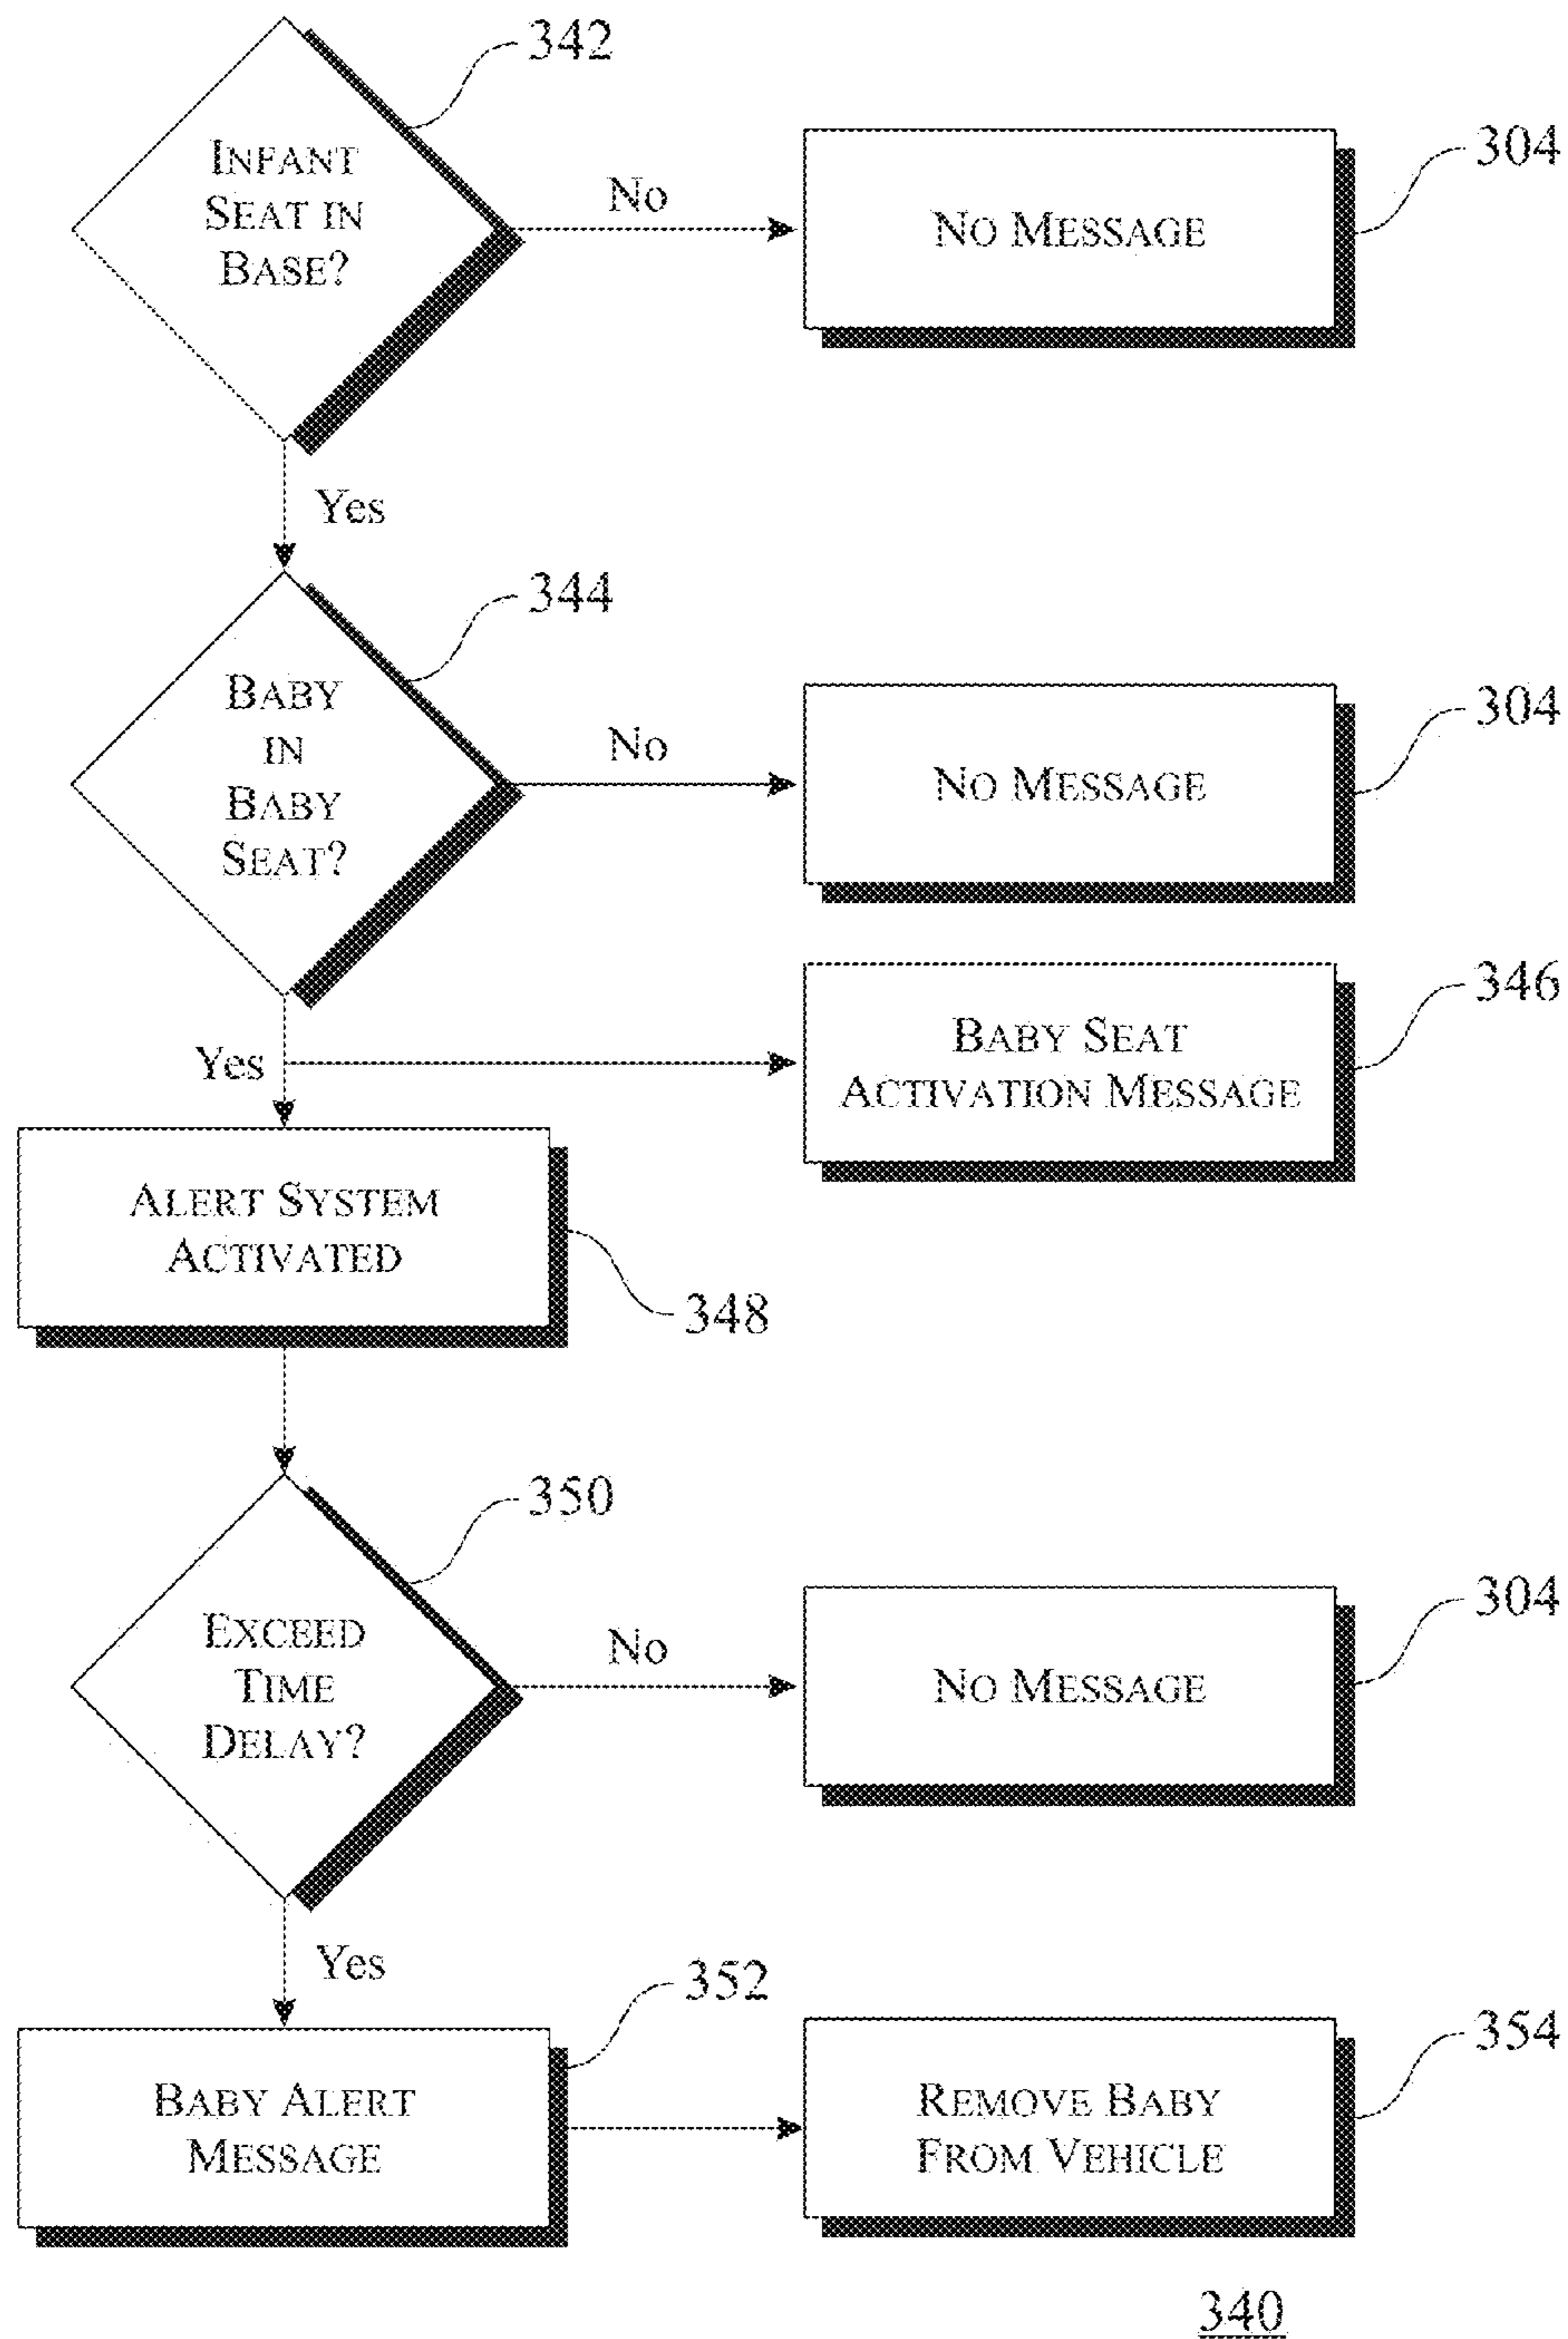 342
INFANT
SEAT IN
BASE?
No
NO MESSAGE
304
Yes
344
BABY
IN
BABY
SEAT?
No
NO MESSAGE
304
Yes
BABY SEAT
ACTIVATION MESSAGE
346
ALERT SYSTEM
ACTIVATED
348
350
EXCEED
TIME
DELAY?
No
NO MESSAGE
304
Yes
352
BABY ALERT
MESSAGE
REMOVE BABY
FROM VEHICLE
354
340